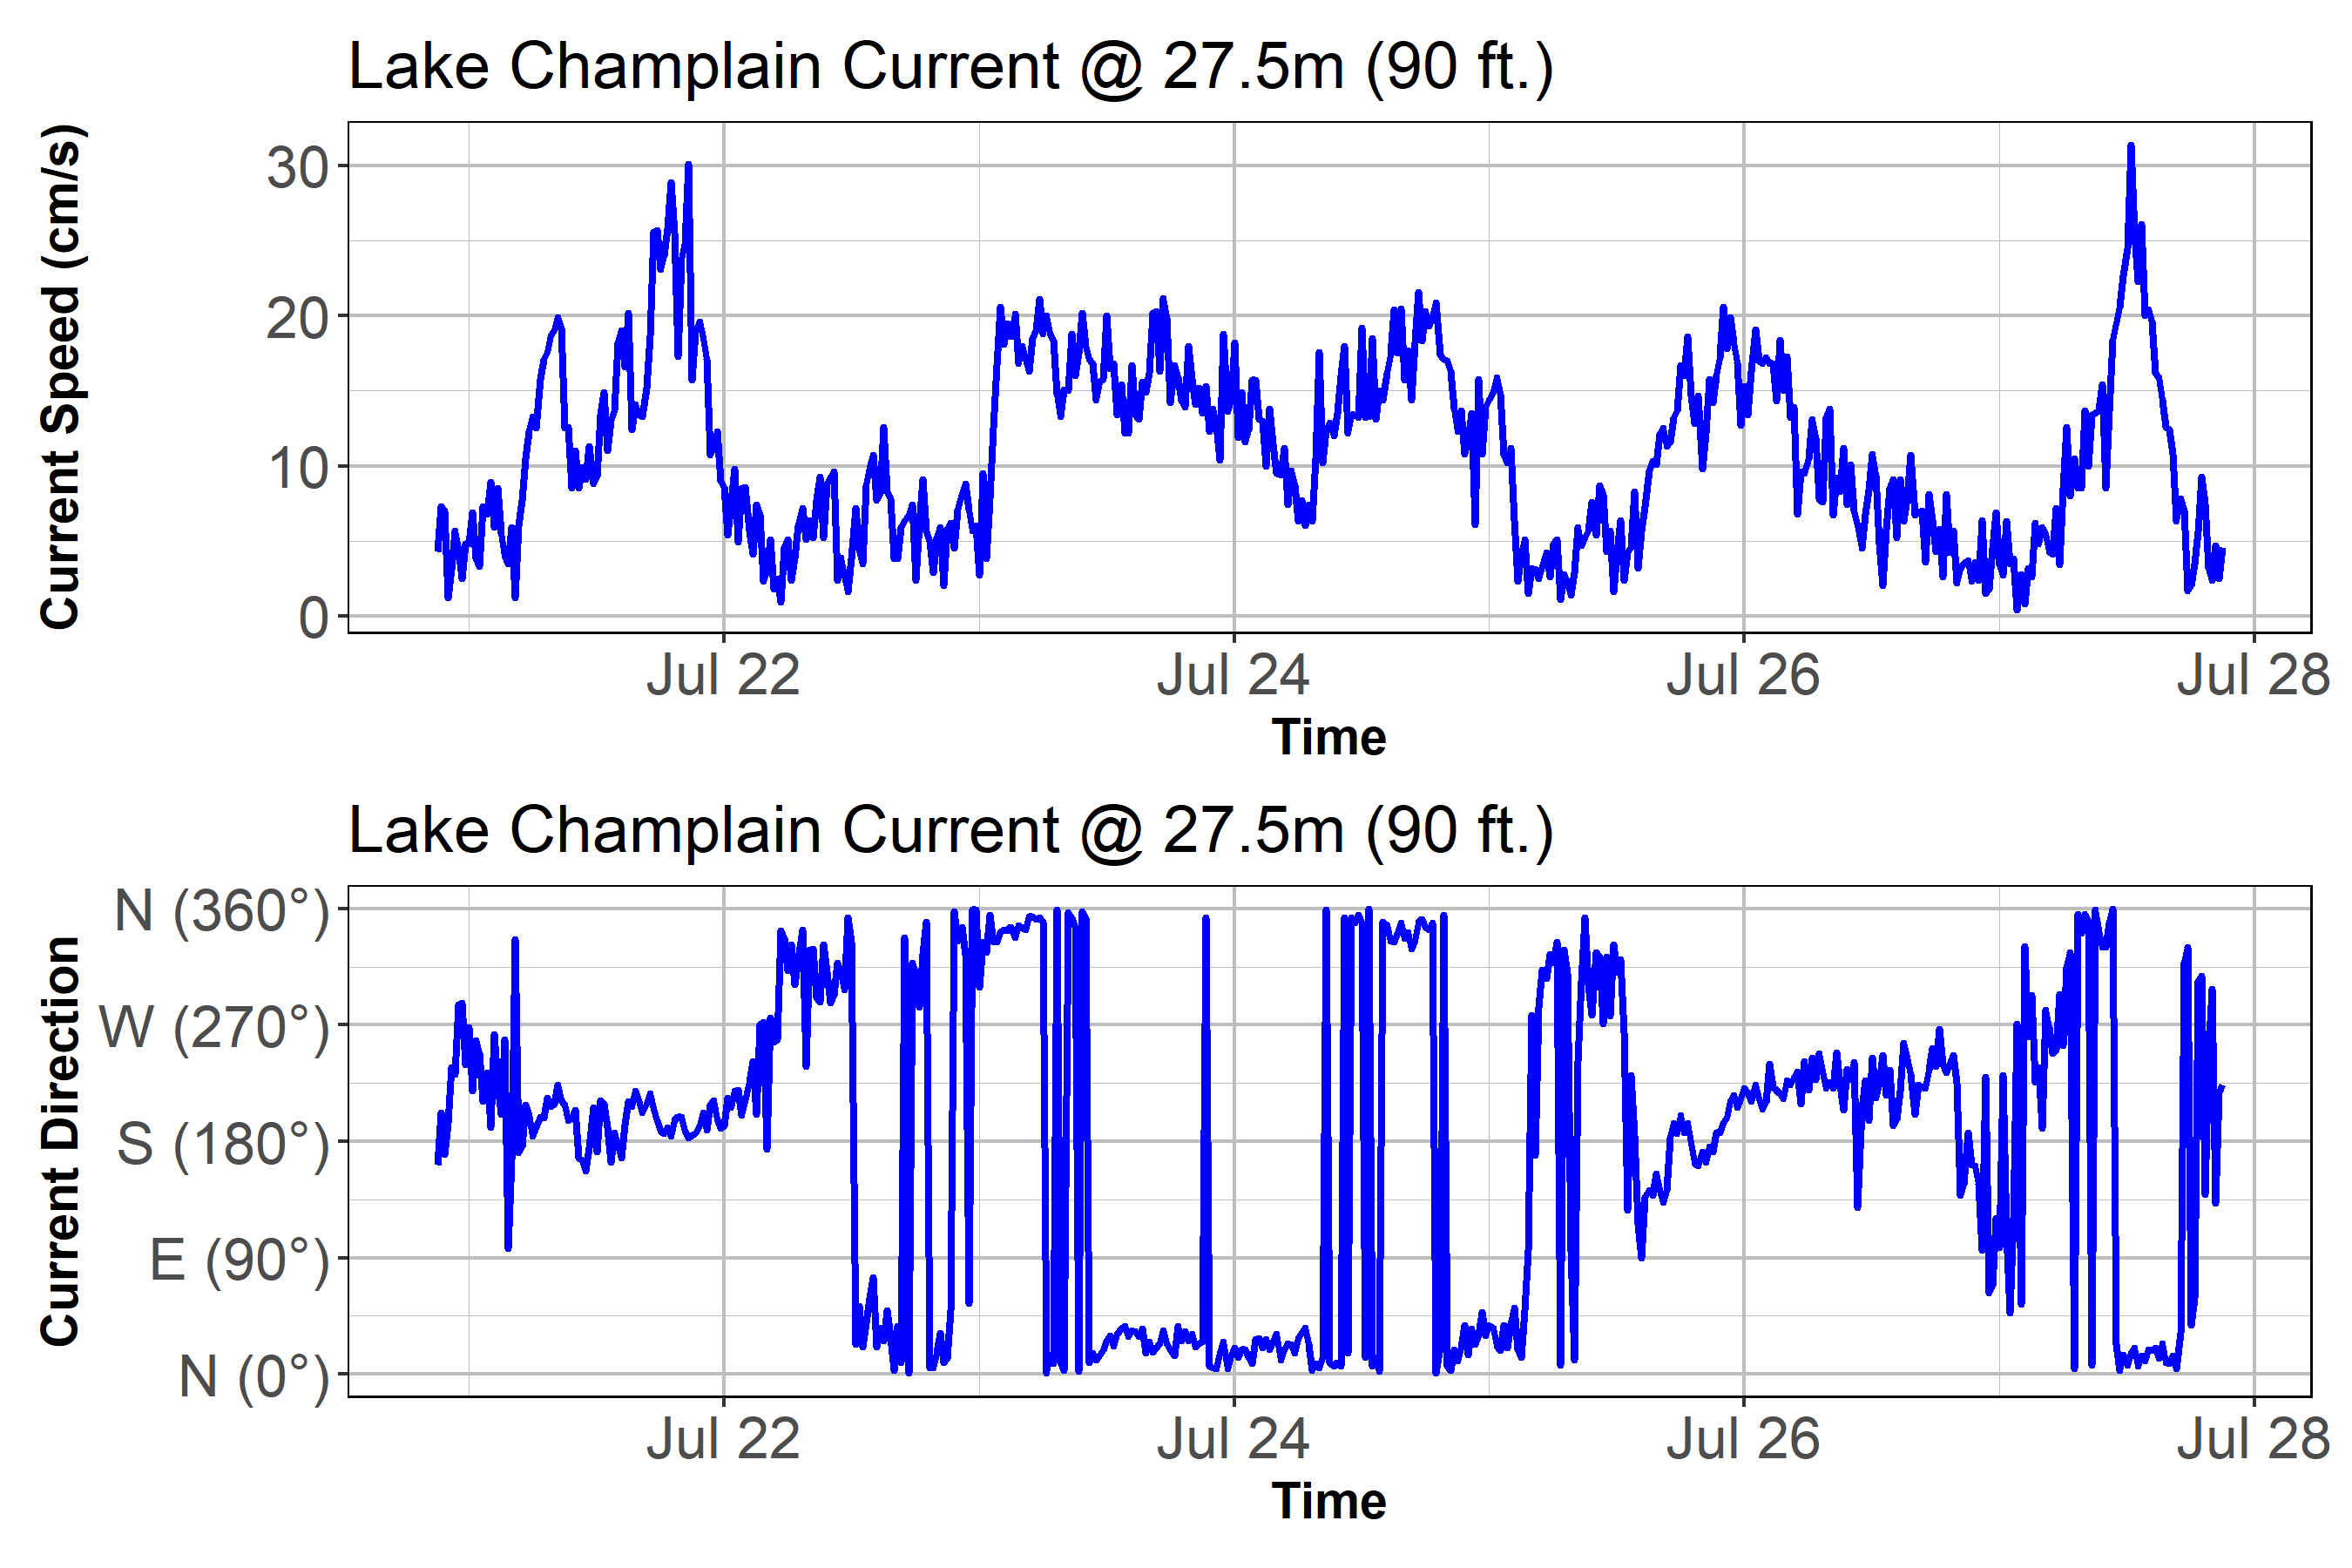 Lake Champlain Current @ 27.5m (90 ft.)
Current Speed (cm/s)
30
20
10
0
Jul 22 Jul 24 Jul 26 Jul 28
Time
Lake Champlain Current @ 27.5m (90 ft.)
Current Direction
N (360°)
W (270°)
S (180°)
E (90°)
N (0°)
Jul 22 Jul 24 Jul 26 Jul 28
Time